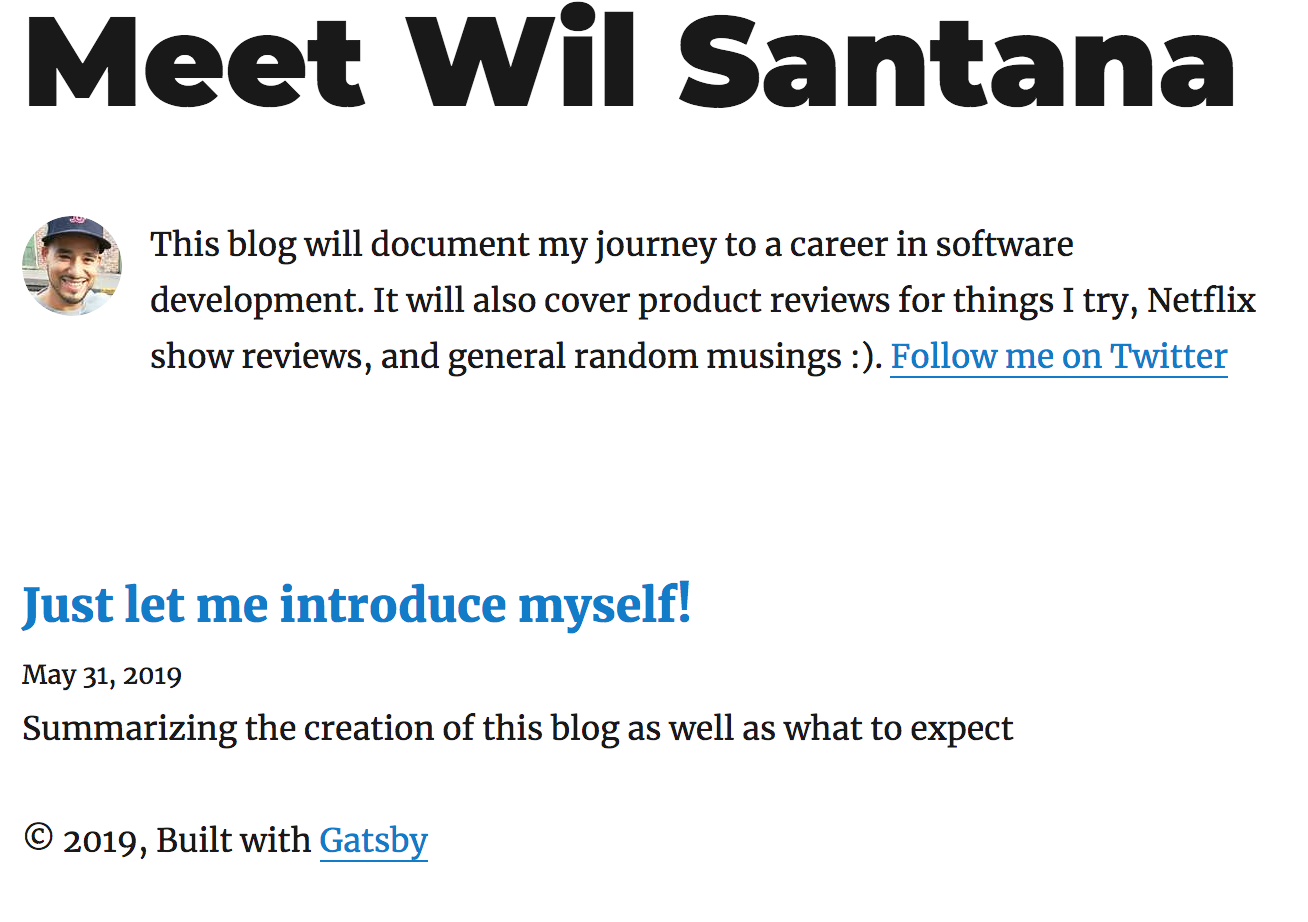 Meet Wil Santana
This blog will document my journey to a career in software
development. It will also cover product reviews for things I try, Netflix
show reviews, and general random musings :). Follow me on Twitter
Just let me introduce myself!
May 31, 2019
Summarizing the creation of this blog as well as what to expect
© 2019, Built with Gatsby